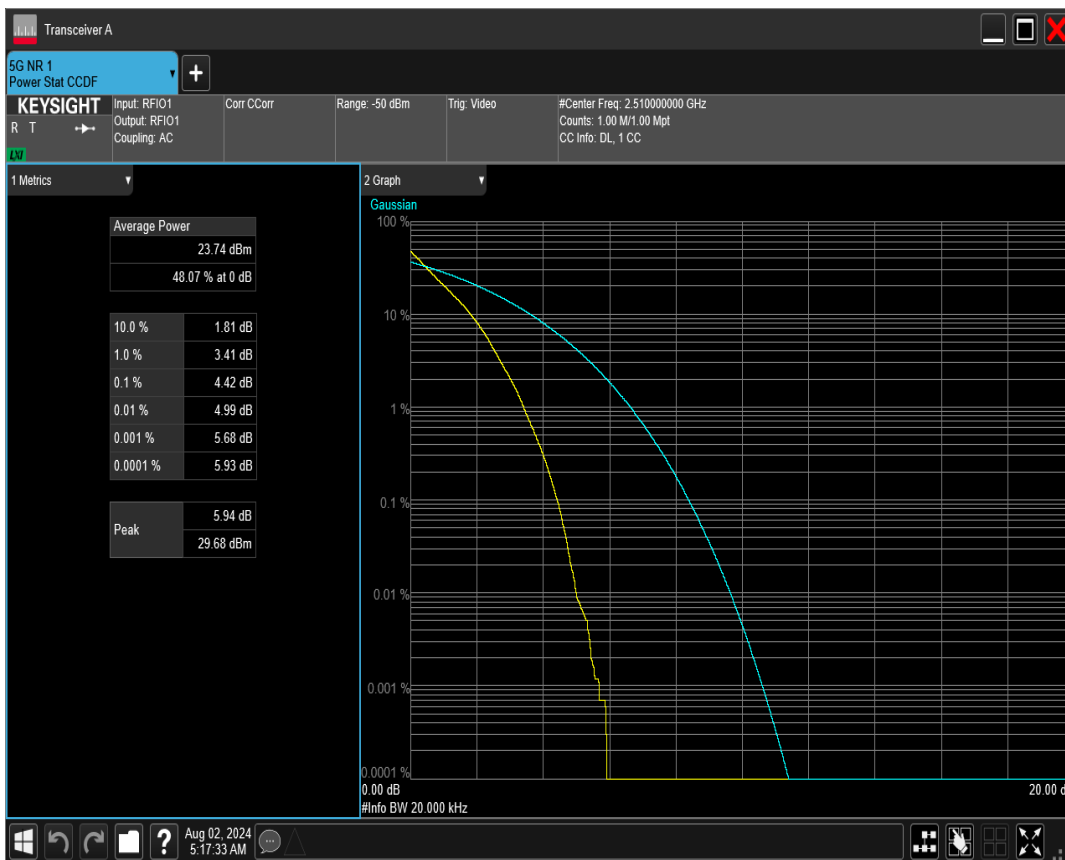 Transceiver A
5G NR 1
Power Stat CCDF
KEYSIGHT
R T
LXI
Input: RFIO1
Output: RFIO1
Coupling: AC
Corr CCorr
Range: -50 dBm
Trig: Video
#Center Freq: 2.510000000 GHz
Counts: 1.00 M/1.00 Mpt
CC Info: DL, 1 CC
1 Metrics
Average Power
23.74 dBm
48.07 % at 0 dB
10.0 % 1.81 dB
1.0 % 3.41 dB
0.1 % 4.42 dB
0.01 % 4.99 dB
0.001 % 5.68 dB
0.0001 % 5.93 dB
Peak
5.94 dB
29.68 dBm
2 Graph
Gaussian
100 %
10 %
1 %
0.1 %
0.01 %
0.001 %
0.0001 %
0.00 dB
20.00 d
#Info BW 20.000 kHz
?
Aug 02, 2024
5:17:33 AM